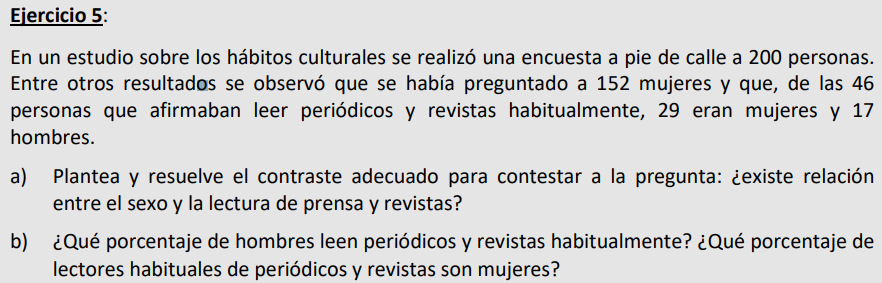 Ejercicio 5:
En un estudio sobre los hábitos culturales se realizó una encuesta a pie de calle a 200 personas.
Entre otros resultados se observó que se había preguntado a 152 mujeres y que, de las 46
personas que afirmaban leer periódicos y revistas habitualmente, 29 eran mujeres y 17
hombres.
a) Plantea y resuelve el contraste adecuado para contestar a la pregunta: ¿existe relación
entre el sexo y la lectura de prensa y revistas?
b) ¿Qué porcentaje de hombres leen periódicos y revistas habitualmente? ¿Qué porcentaje de
lectores habituales de periódicos y revistas son mujeres?